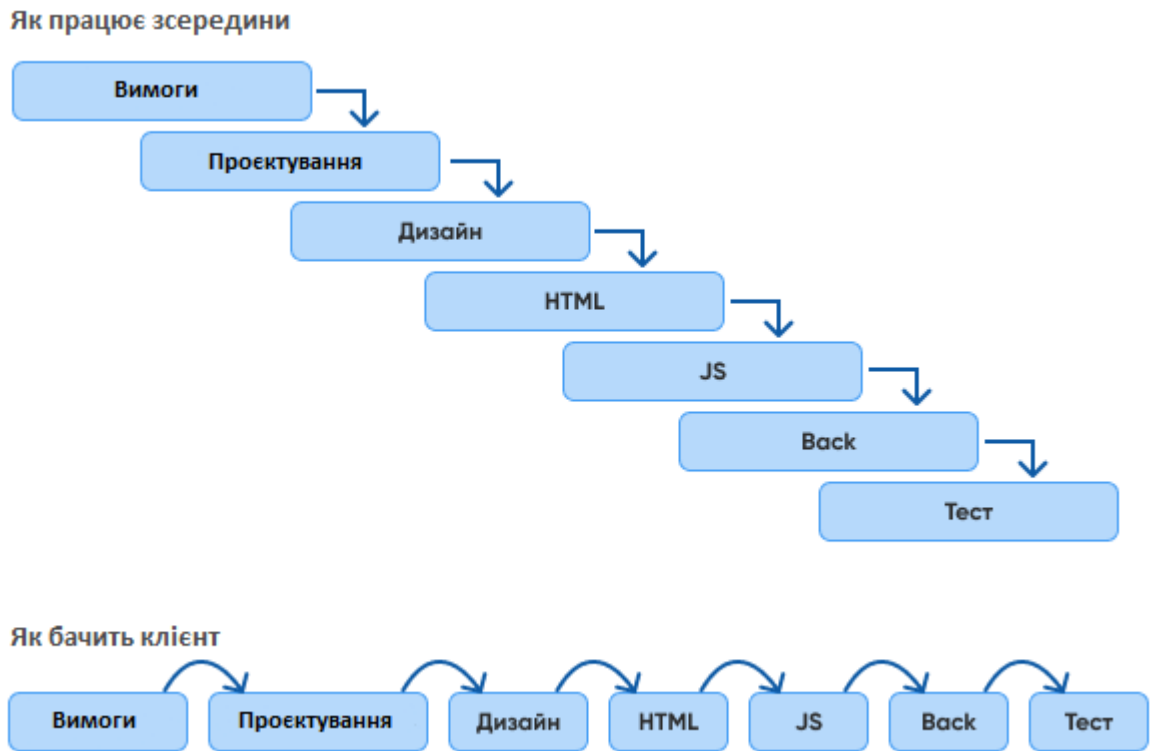 Як працює зсередини
Вимоги
Проєктування
Дизайн
HTML
JS
Back
Тест
Як бачить клієнт
Вимоги
Проєктування
Дизайн
HTML
JS
Back
Тест